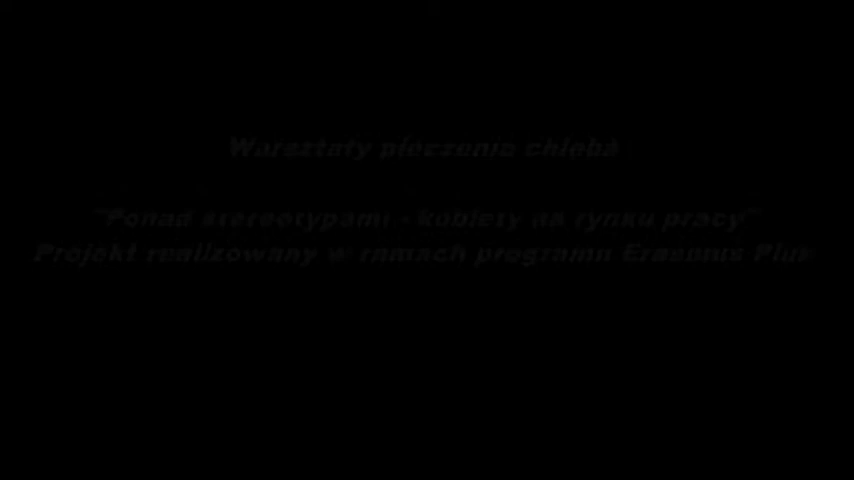 Warsztaty pieczenia chleba
"Ponad stereotypami - kobiety na rynku pracy"
Projekt realizowany w ramach programu Erasmus Plus